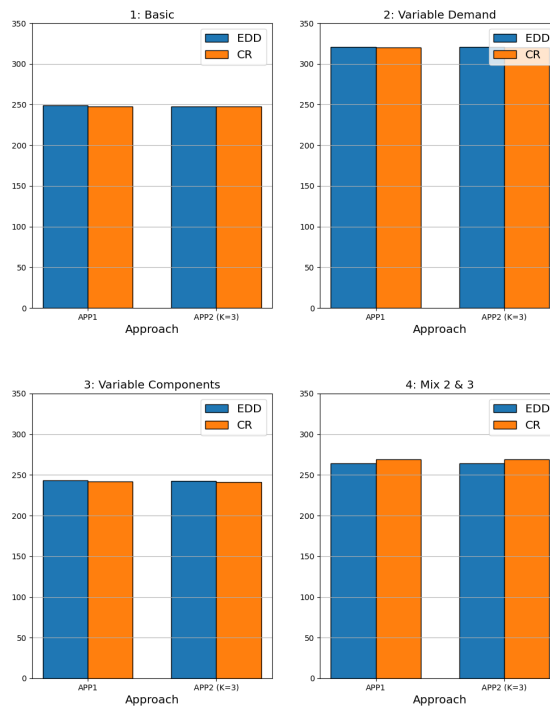 1: Basic
350
300
250
200
150
100
50
0
EDD
CR
APP1 APP2 (K=3)
Approach
2: Variable Demand
350
300
250
200
150
100
50
0
EDD
CR
APP1 APP2 (K=3)
Approach
3: Variable Components
350
300
250
200
150
100
50
0
EDD
CR
APP1 APP2 (K=3)
Approach
4: Mix 2 & 3
350
300
250
200
150
100
50
0
EDD
CR
APP1 APP2 (K=3)
Approach